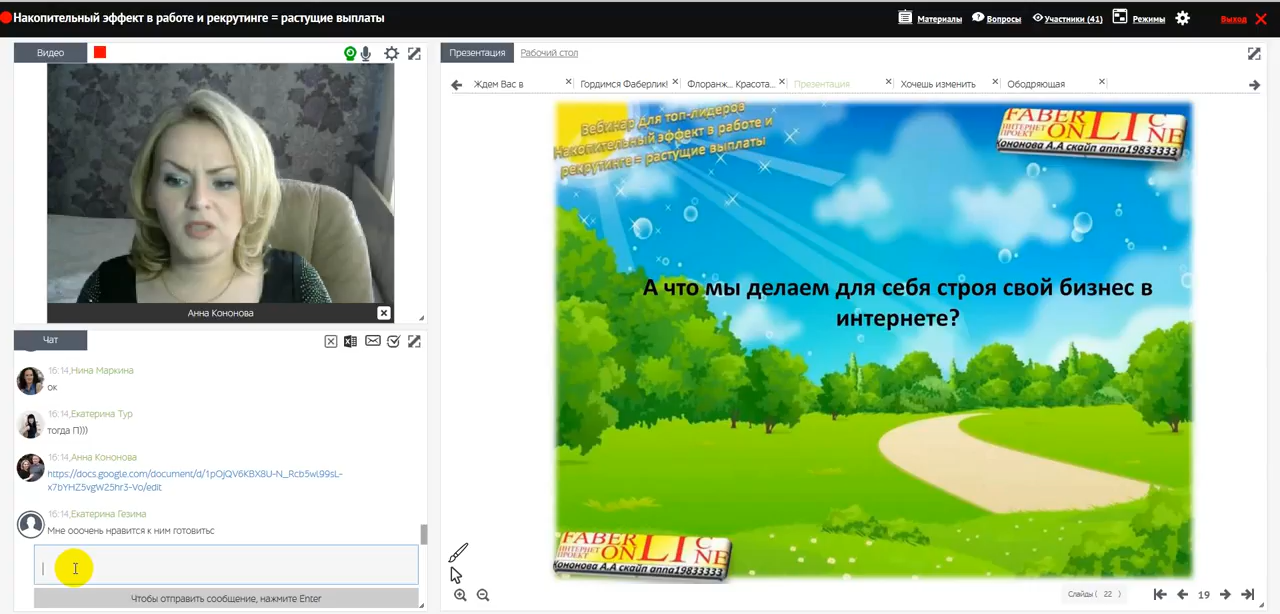 Накопительный эффект в работе и рекрутинге = растущие выплаты
Материалы
Вопросы
Участники (41)
Режимы
Выход
Видео
Анна Кононова
Чат
16:14,Нина Маркина
ок
16:14,Екатерина Тур
тогда П)))
16:14,Анна Кононова
https://docs.google.com/document/d/1pOjQV6KBX8U-N_Rcb5wl99sL-
x7bYHZ5vgW25hr3-Vo/edit
16:14,Екатерина Гезима
Мне ооочень нравится к ним готовитьс
Чтобы отправить сообщение, нажмите Enter
Презентация
Рабочий стол
Ждем Вас в
Гордимся Фаберлик!
Флоранж... Красота...
Презентация
Хочешь изменить
Ободряющая
Вебинар для топ-лидеров
Накопительный эффект в работе и
рекрутинге= растущие выплаты
FABERLIC
ИНТЕРНЕТ ПРОЕКТ
ONLINE
Кононова А.А скайп anna19833333
А что мы делаем для себя строя свой бизнес в
интернете?
FABERLIC
ИНТЕРНЕТ ПРОЕКТ
ONLINE
Кононова А.А скайп anna19833333
Слайды ( 22 )
19